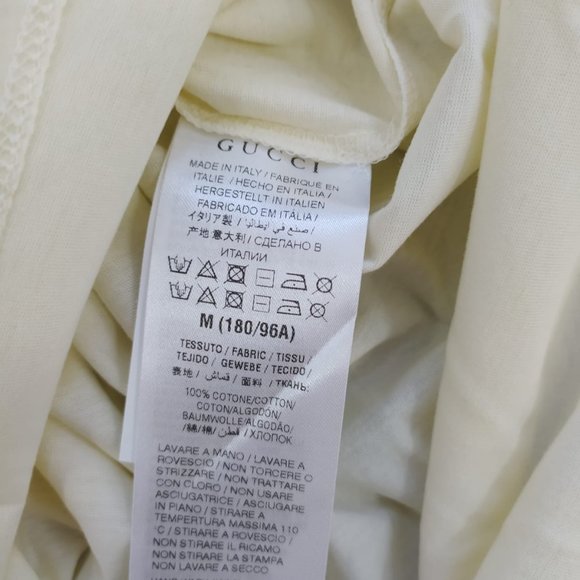 GUCCI
MADE IN ITALY / FABRIQUE EN
ITALIE / HECHO EN ITALIA /
HERGESTELLT IN ITALIEN
FABRICADO EM ITÁLIA /
イタリア製 / صنع في إيطاليا /
产地意大利 / СДЕЛАНО В
ИТАЛИИ
M (180/96A)
TESSUTO / FABRIC / TISSU /
TEJIDO / GEWEBE / TECIDO /
表地 / قماش / 面料 / ТКАНЬ
100% COTONE/COTTON/
COTON/ALGODÓN/
BAUMWOLLE/ALGODÃO/
/綿/棉/ قطن / ХЛОПОК
LAVARE A MANO / LAVARE A
ROVESCIO / NON TORCERE O
STRIZZARE / NON TRATTARE
CON CLORO / NON USARE
ASCIUGATRICE / ASCIUGARE
IN PIANO / STIRARE A
TEMPERATURA MASSIMA 110
°C / STIRARE A ROVESCIO /
NON STIRARE IL RICAMO
NON STIRARE LA STAMPA
NON LAVARE A SECCO